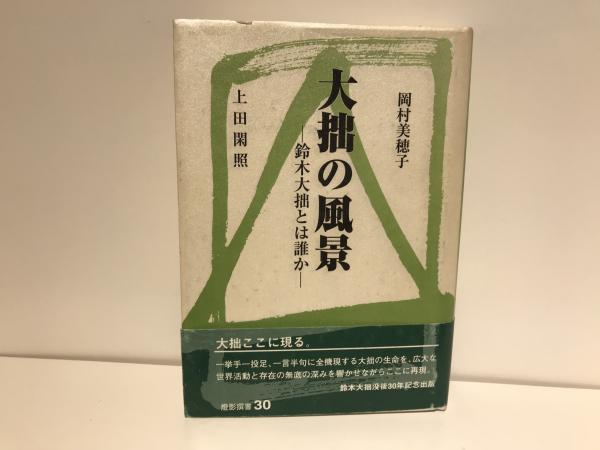 岡村美穂子
大拙の風景
―鈴木大拙とは誰か―
上田閑照
大拙ここに現る。
一挙手一投足、一言半句に全機現する大拙の生命を、広大な
世界活動と存在の無底の深みを響かせながらここに再現。
鈴木大拙没後30年記念出版
燈影撰書30